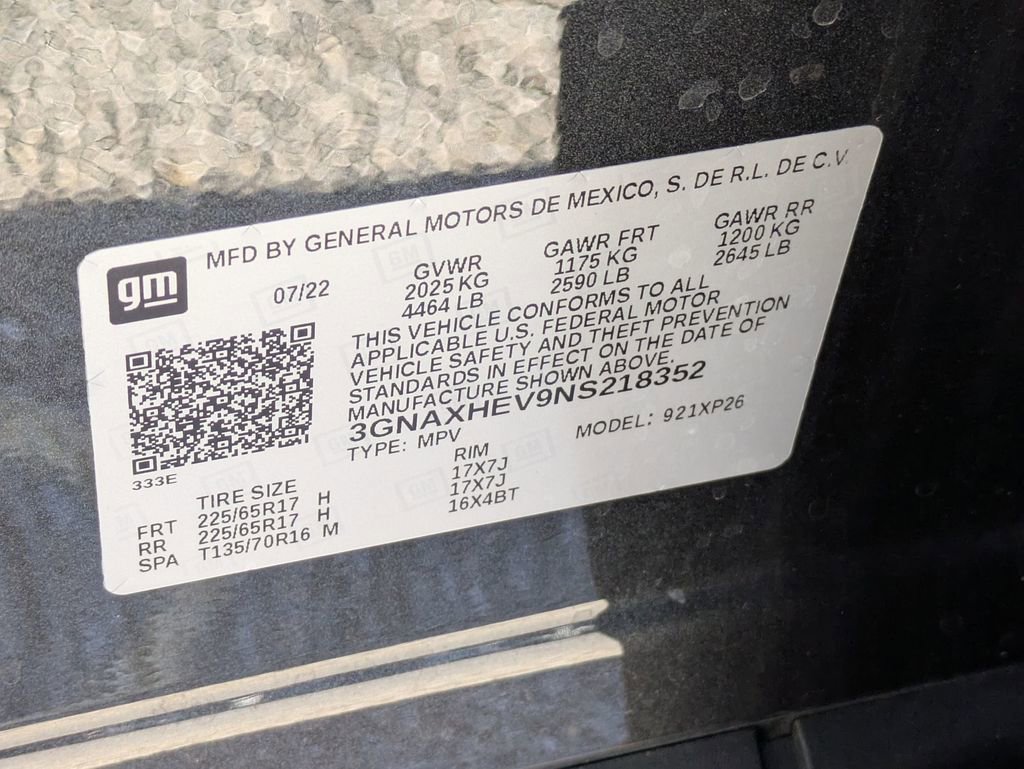 MFD BY GENERAL MOTORS DE MEXICO, S. DE R.L. DE C.V.
gm
07/22
GVWR GAWR FRT GAWR RR
2025 KG 1175 KG 1200 KG
4464 LB 2590 LB 2645 LB
THIS VEHICLE CONFORMS TO ALL
APPLICABLE U.S. FEDERAL MOTOR
VEHICLE SAFETY AND THEFT PREVENTION
STANDARDS IN EFFECT ON THE DATE OF
MANUFACTURE SHOWN ABOVE.
3GNAXHEV9NS218352
TYPE: MPV MODEL: 921XP26
333E
TIRE SIZE RIM
FRT 225/65R17 H 17X7J
RR 225/65R17 H 17X7J
SPA T135/70R16 M 16X4BT